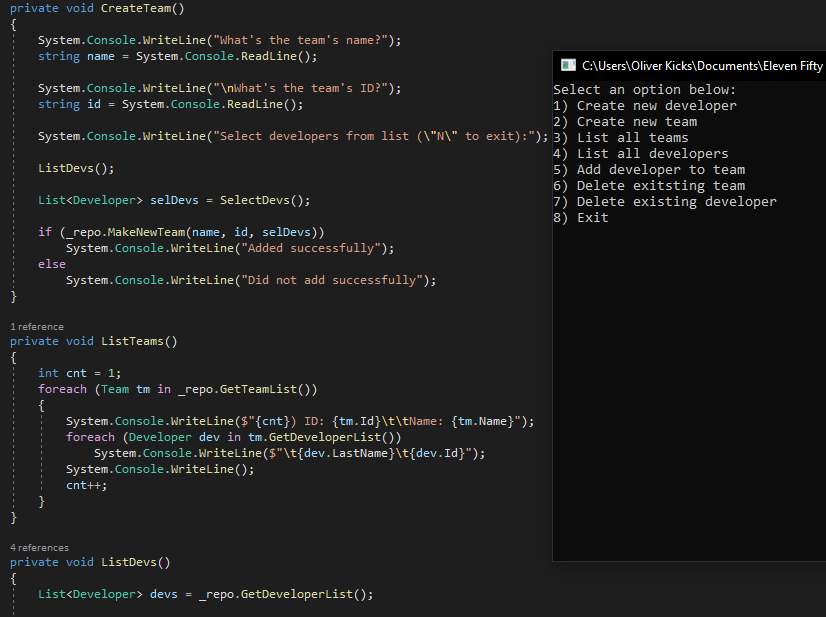 private void CreateTeam()
{
System.Console.WriteLine("What's the team's name?");
string name = System.Console.ReadLine();
System.Console.WriteLine("\nWhat's the team's ID?");
string id = System.Console.ReadLine();
System.Console.WriteLine("Select developers from list (\"N\" to exit):");
ListDevs();
List<Developer> selDevs = SelectDevs();
if (_repo.MakeNewTeam(name, id, selDevs))
System.Console.WriteLine("Added successfully");
else
System.Console.WriteLine("Did not add successfully");
}
1 reference
private void ListTeams()
{
int cnt = 1;
foreach (Team tm in _repo.GetTeamList())
{
System.Console.WriteLine($"{cnt}) ID: {tm.Id}\t\tName: {tm.Name}");
foreach (Developer dev in tm.GetDeveloperList())
System.Console.WriteLine($"\t{dev.LastName}\t{dev.Id}");
System.Console.WriteLine();
cnt++;
}
}
4 references
private void ListDevs()
{
List<Developer> devs = _repo.GetDeveloperList();
C:\Users\Oliver Kicks\Documents\Eleven Fifty
Select an option below:
1) Create new developer
2) Create new team
3) List all teams
4) List all developers
5) Add developer to team
6) Delete exitsting team
7) Delete existing developer
8) Exit